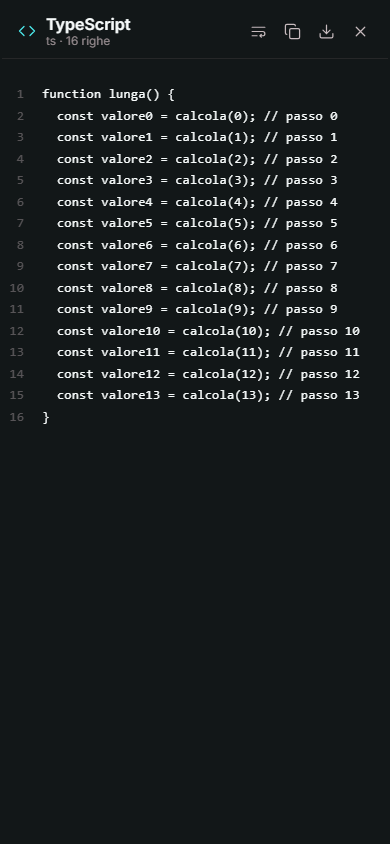 TypeScript
ts · 16 righe
1 function lunga() {
2   const valore0 = calcola(0); // passo 0
3   const valore1 = calcola(1); // passo 1
4   const valore2 = calcola(2); // passo 2
5   const valore3 = calcola(3); // passo 3
6   const valore4 = calcola(4); // passo 4
7   const valore5 = calcola(5); // passo 5
8   const valore6 = calcola(6); // passo 6
9   const valore7 = calcola(7); // passo 7
10   const valore8 = calcola(8); // passo 8
11   const valore9 = calcola(9); // passo 9
12   const valore10 = calcola(10); // passo 10
13   const valore11 = calcola(11); // passo 11
14   const valore12 = calcola(12); // passo 12
15   const valore13 = calcola(13); // passo 13
16 }